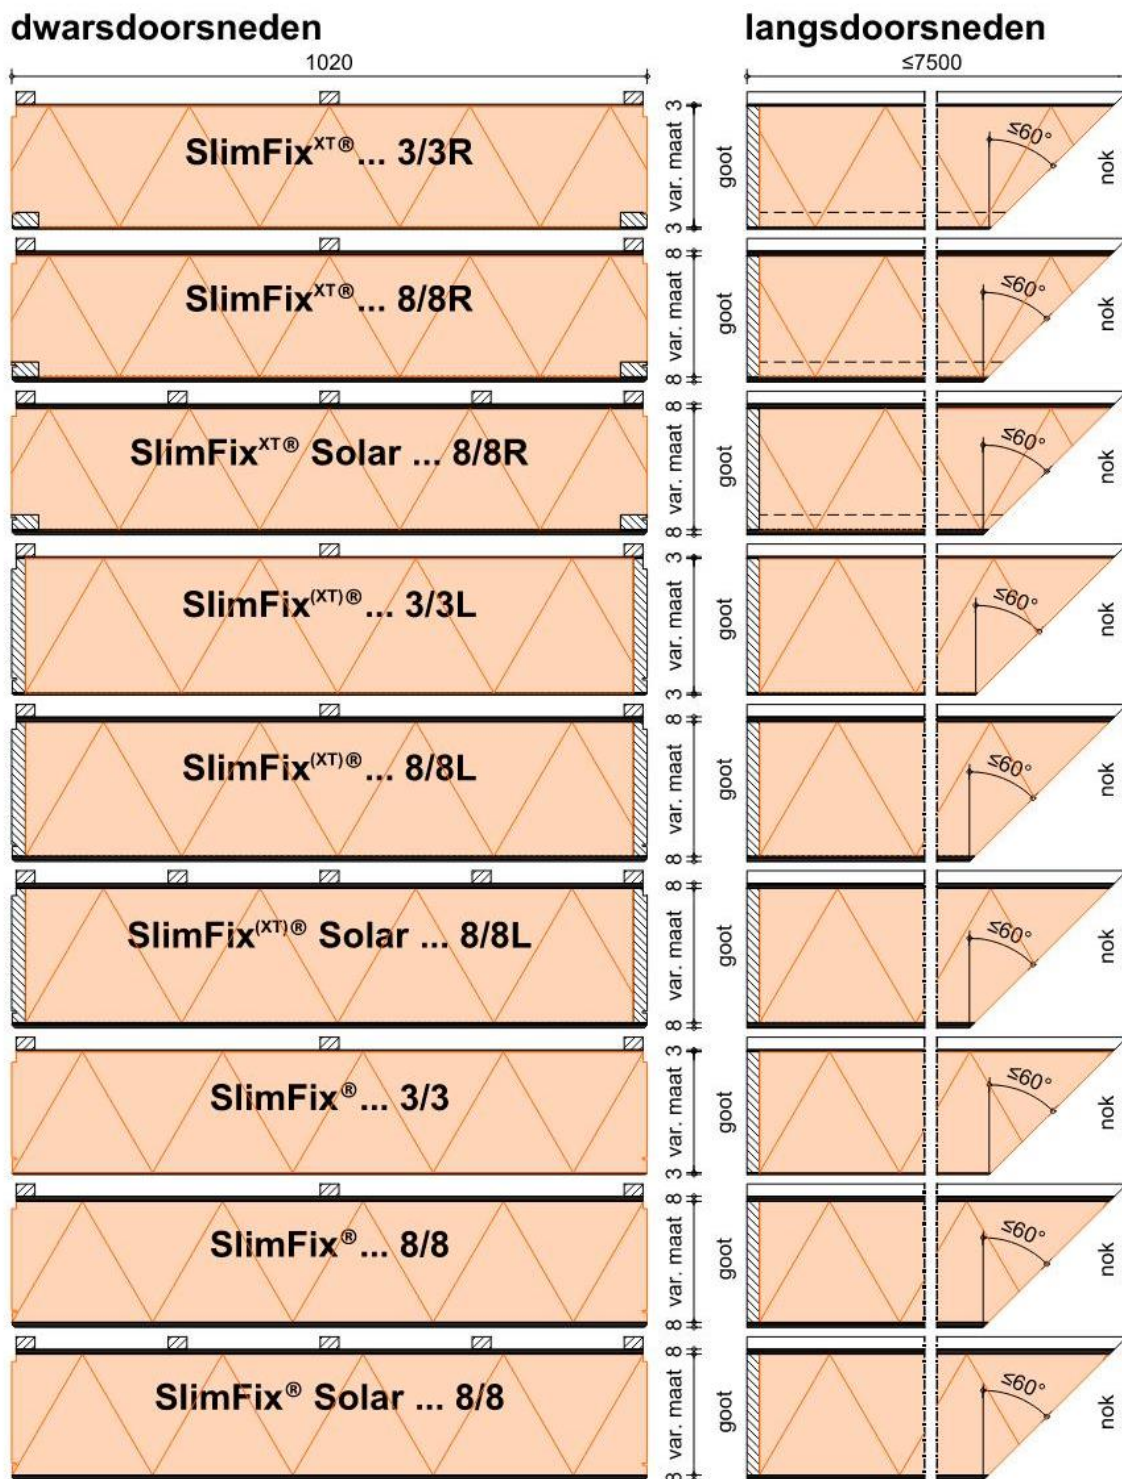 dwarsdoorsneden
langsdoorsneden
1020
≤7500
SlimFix XT® ... 3/3R
3 var. maat 3
goot
≤60°
nok
SlimFix XT® ... 8/8R
8 var. maat 8
goot
≤60°
nok
SlimFix XT® Solar ... 8/8R
8 var. maat 8
goot
≤60°
nok
SlimFix (XT)® ... 3/3L
3 var. maat 3
goot
≤60°
nok
SlimFix (XT)® ... 8/8L
8 var. maat 8
goot
≤60°
nok
SlimFix (XT)® Solar ... 8/8L
8 var. maat 8
goot
≤60°
nok
SlimFix® ... 3/3
3 var. maat 3
goot
≤60°
nok
SlimFix® ... 8/8
8 var. maat 8
goot
≤60°
nok
SlimFix® Solar ... 8/8
8 var. maat 8
goot
≤60°
nok